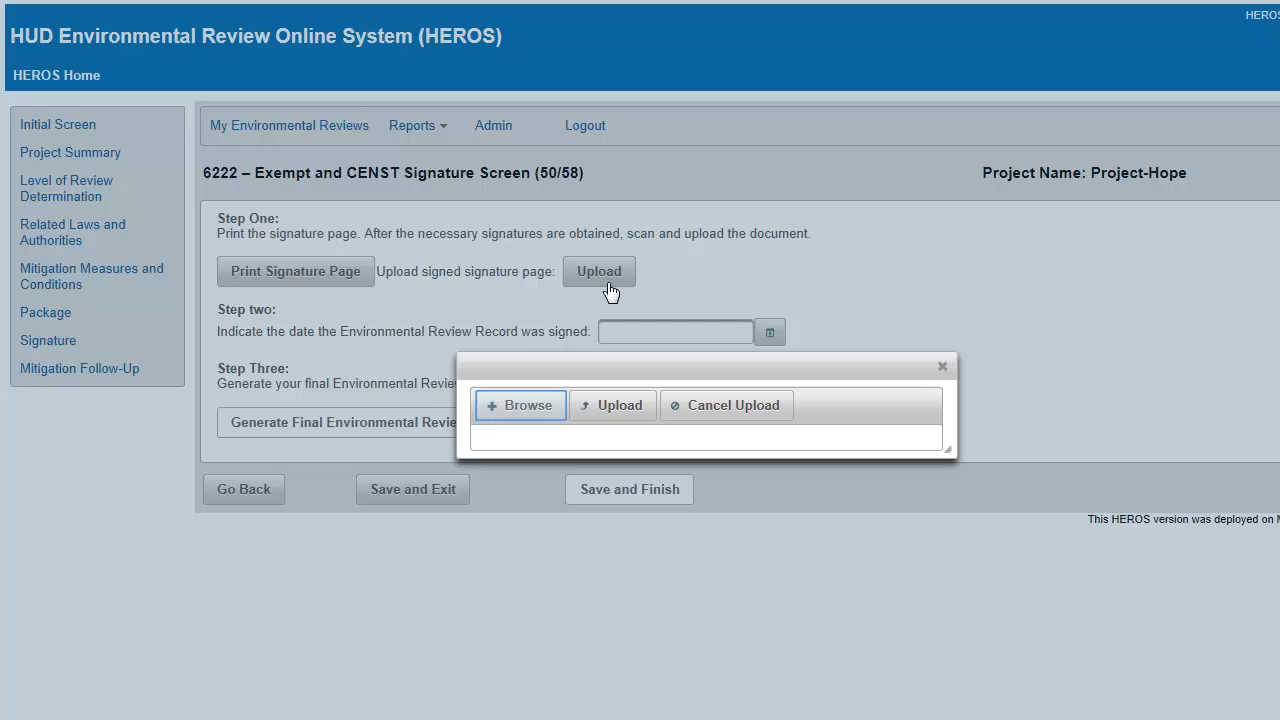 HEROS
HUD Environmental Review Online System (HEROS)
HEROS Home
Initial Screen
Project Summary
Level of Review
Determination
Related Laws and
Authorities
Mitigation Measures and
Conditions
Package
Signature
Mitigation Follow-Up
My Environmental Reviews Reports Admin Logout
6222 – Exempt and CENST Signature Screen (50/58) Project Name: Project-Hope
Step One:
Print the signature page. After the necessary signatures are obtained, scan and upload the document.
Print Signature Page Upload signed signature page: Upload
Step two:
Indicate the date the Environmental Review Record was signed:
Step Three:
Generate your final Environmental Revie
Generate Final Environmental Revie
Browse Upload Cancel Upload
Go Back Save and Exit Save and Finish
This HEROS version was deployed on